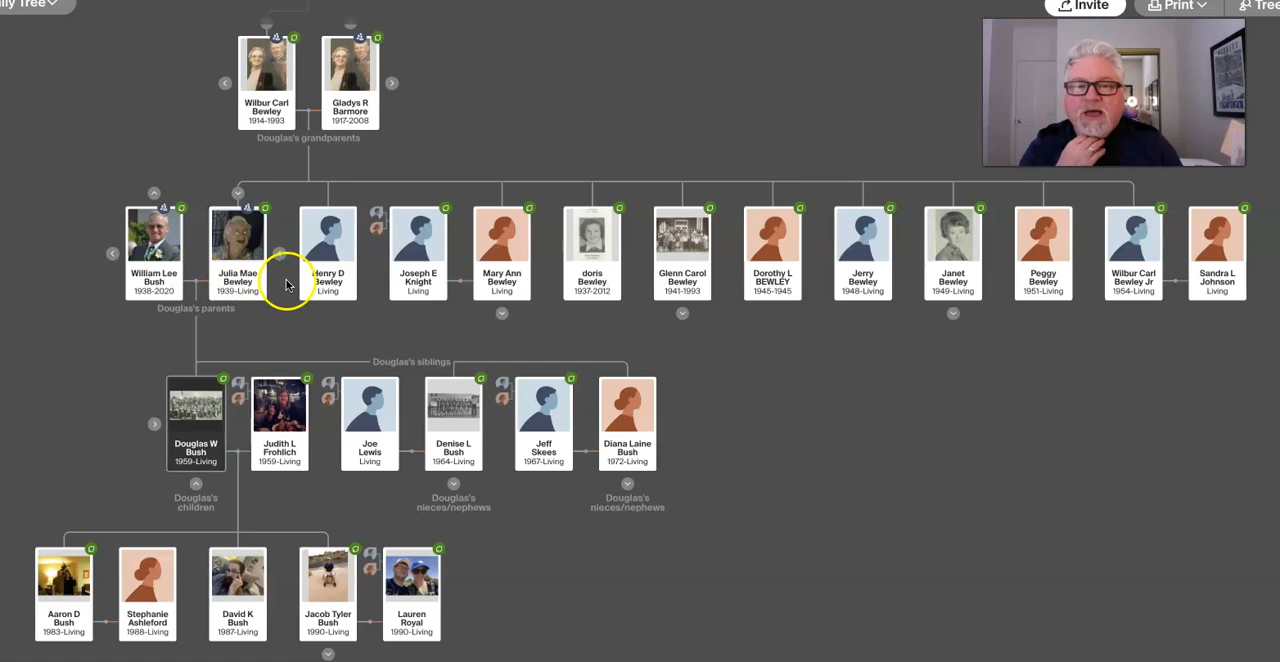 ily Tree
Invite
Print
Tree
Wilbur Carl
Bewley
1914-1993
Gladys R
Barmore
1917-2008
Douglas's grandparents
William Lee
Bush
1938-2020
Julia Mae
Bewley
1939-Living
Henry D
Bewley
Living
Joseph E
Knight
Living
Mary Ann
Bewley
Living
doris
Bewley
1937-2012
Glenn Carol
Bewley
1941-1993
Dorothy L
BEWLEY
1945-1945
Jerry
Bewley
1948-Living
Janet
Bewley
1949-Living
Peggy
Bewley
1951-Living
Wilbur Carl
Bewley Jr
1954-Living
Sandra L
Johnson
Living
Douglas's parents
Douglas's siblings
Douglas W
Bush
1959-Living
Judith L
Frohlich
1959-Living
Joe
Lewis
Living
Denise L
Bush
1964-Living
Jeff
Skees
1967-Living
Diana Laine
Bush
1972-Living
Douglas's
children
Douglas's
nieces/nephews
Douglas's
nieces/nephews
Aaron D
Bush
1983-Living
Stephanie
Ashleford
1988-Living
David K
Bush
1987-Living
Jacob Tyler
Bush
1990-Living
Lauren
Royal
1990-Living